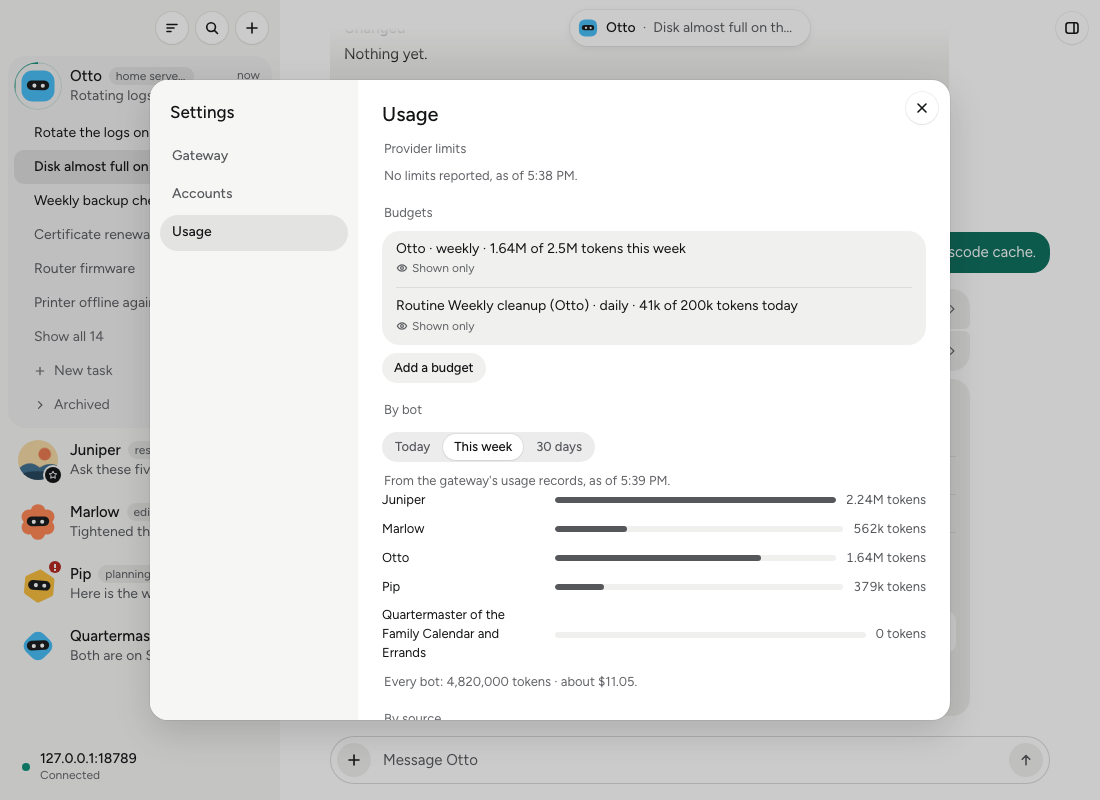 Changed
Otto · Disk almost full on th...
Nothing yet.
Otto home serve... now
Rotating logs
Rotate the logs on
Disk almost full on
Weekly backup che
Certificate renewa
Router firmware
Printer offline again
Show all 14
New task
Archived
Juniper res
Ask these fiv
Marlow edi
Tightened th
Pip planning
Here is the w
Quartermas
Both are on S
127.0.0.1:18789
Connected
Settings
Gateway
Accounts
Usage
Usage
Provider limits
No limits reported, as of 5:38 PM.
Budgets
Otto · weekly · 1.64M of 2.5M tokens this week
Shown only
Routine Weekly cleanup (Otto) · daily · 41k of 200k tokens today
Shown only
Add a budget
By bot
Today This week 30 days
From the gateway's usage records, as of 5:39 PM.
Juniper 2.24M tokens
Marlow 562k tokens
Otto 1.64M tokens
Pip 379k tokens
Quartermaster of the
Family Calendar and
Errands
0 tokens
Every bot: 4,820,000 tokens · about $11.05.
By source
scode cache.
Message Otto